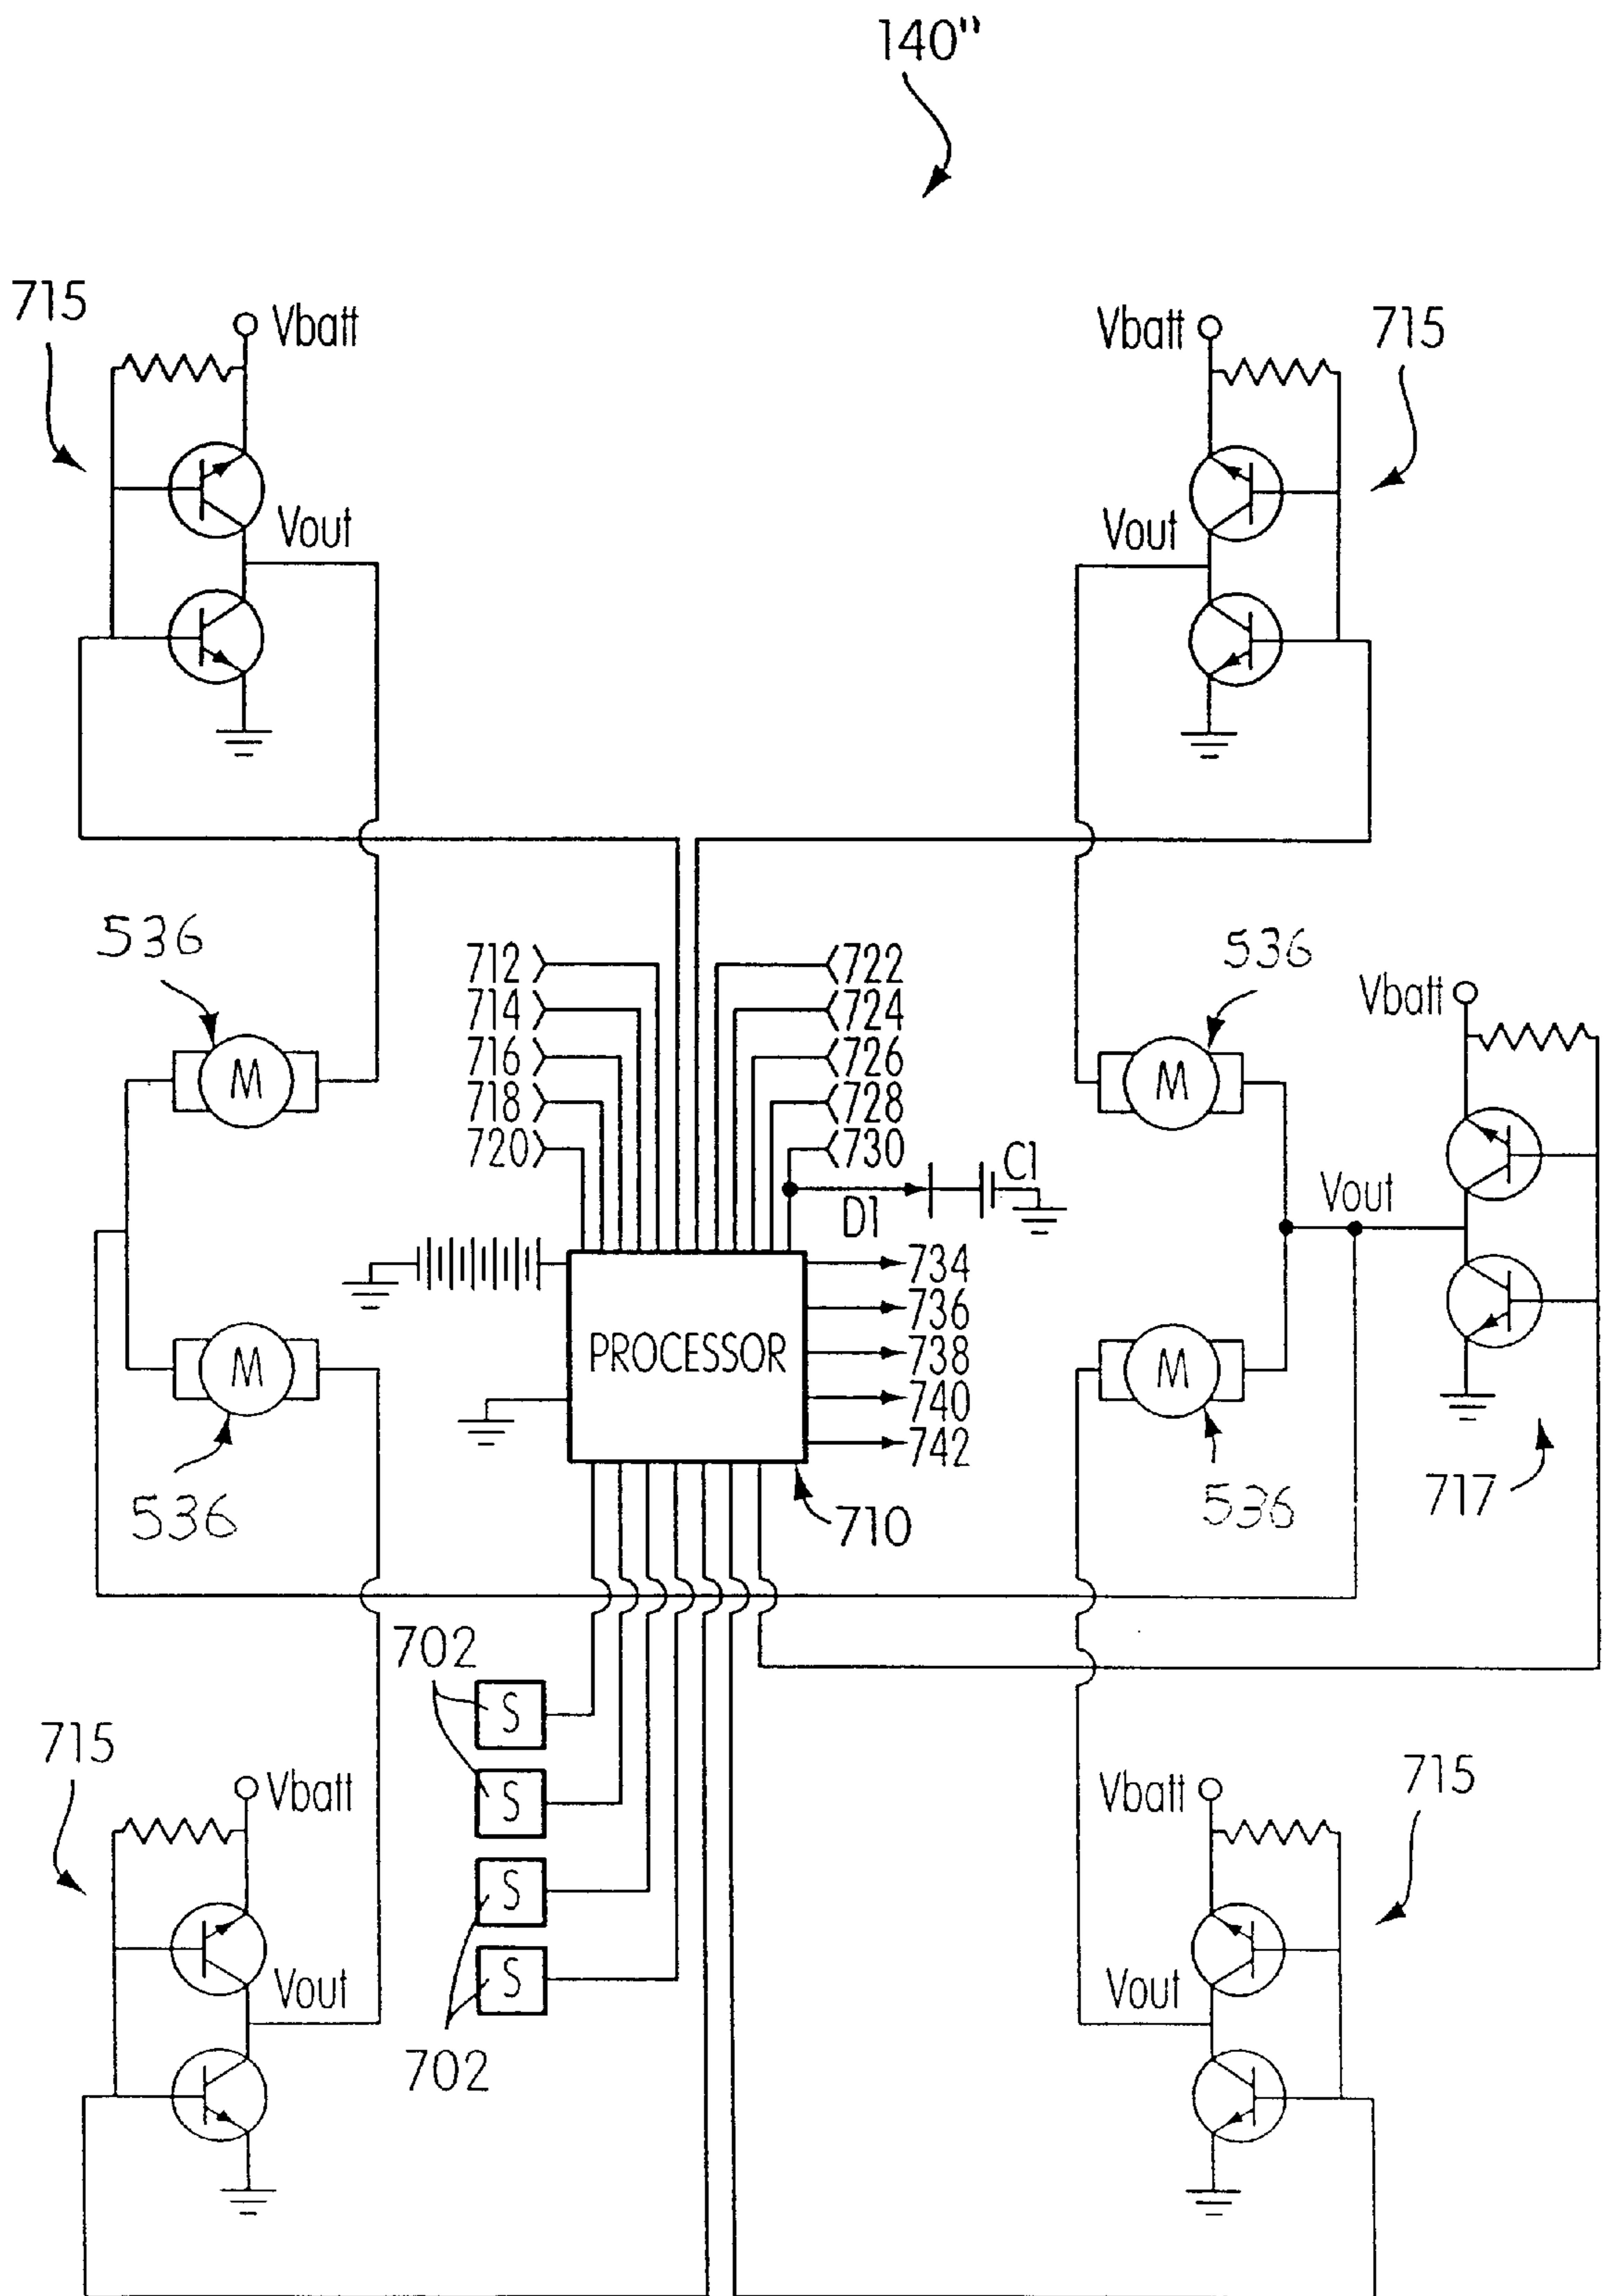 140"
715
Vbatt
Vbatt
715
Vout
Vout
536
536
712
722
714
724
Vbatt
716
726
M
M
718
728
720
730
C1
D1
Vout
734
736
PROCESSOR
738
M
M
740
742
717
536
536
710
702
S
715
715
S
Vbatt
Vbatt
S
S
Vout
Vout
702